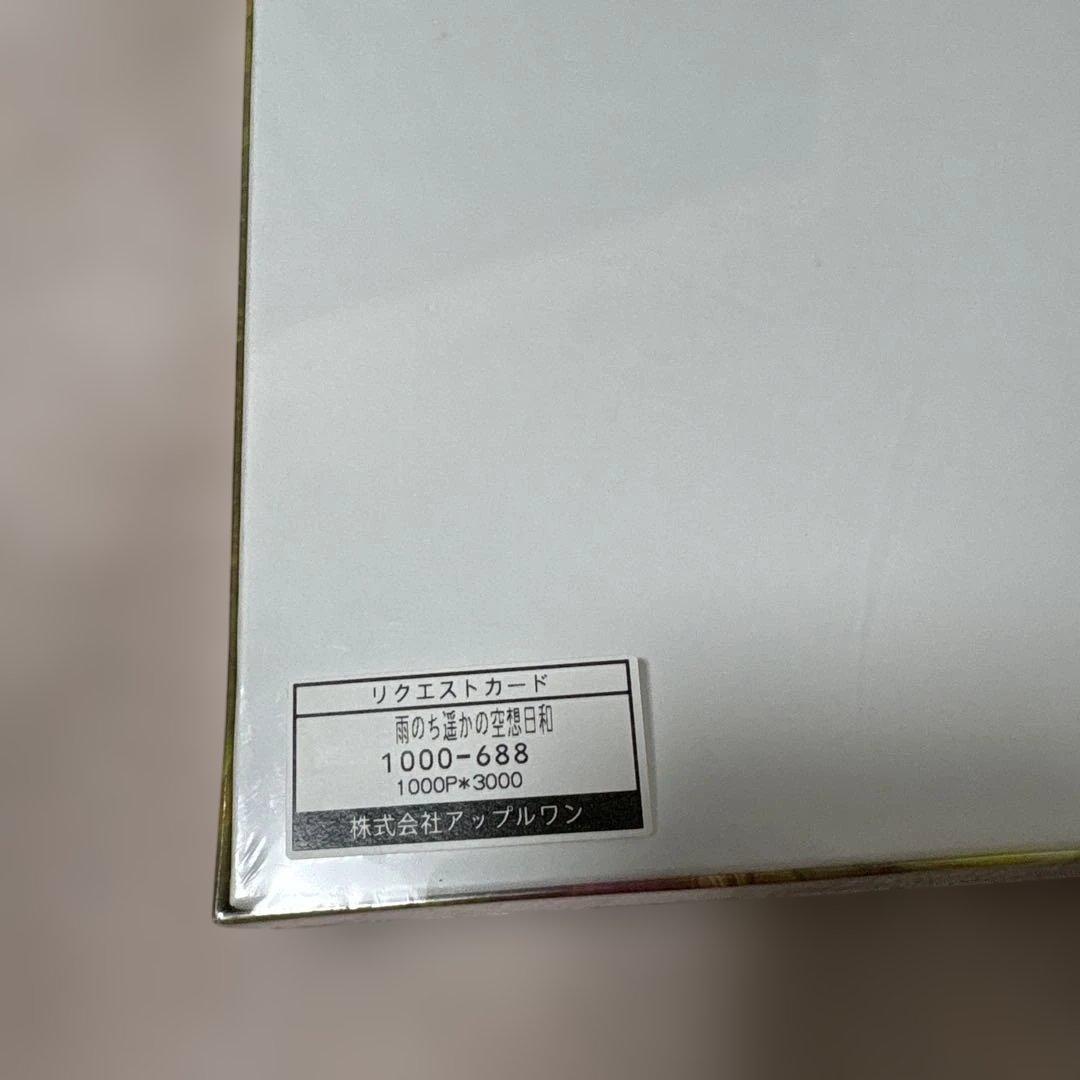 リクエストカード
雨のち遥かの空想日和
1000-688
1000P*3000
株式会社アップルワン